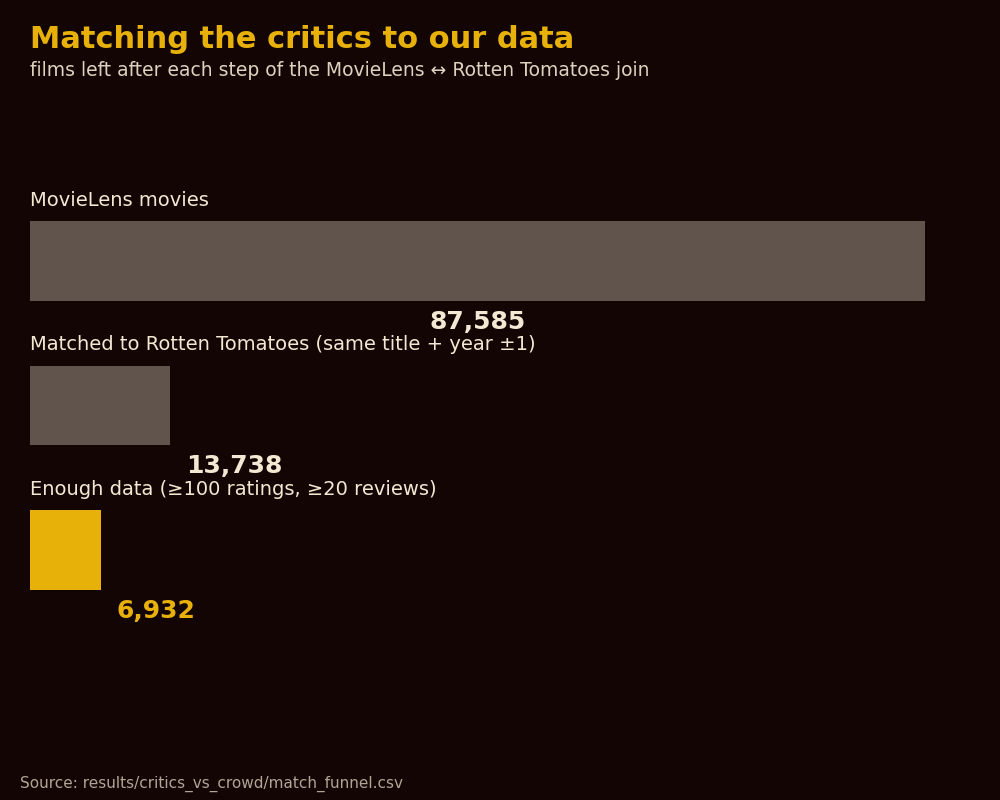 Matching the critics to our data
films left after each step of the MovieLens ↔ Rotten Tomatoes join
MovieLens movies
87,585
Matched to Rotten Tomatoes (same title + year ±1)
13,738
Enough data (≥100 ratings, ≥20 reviews)
6,932
Source: results/critics_vs_crowd/match_funnel.csv